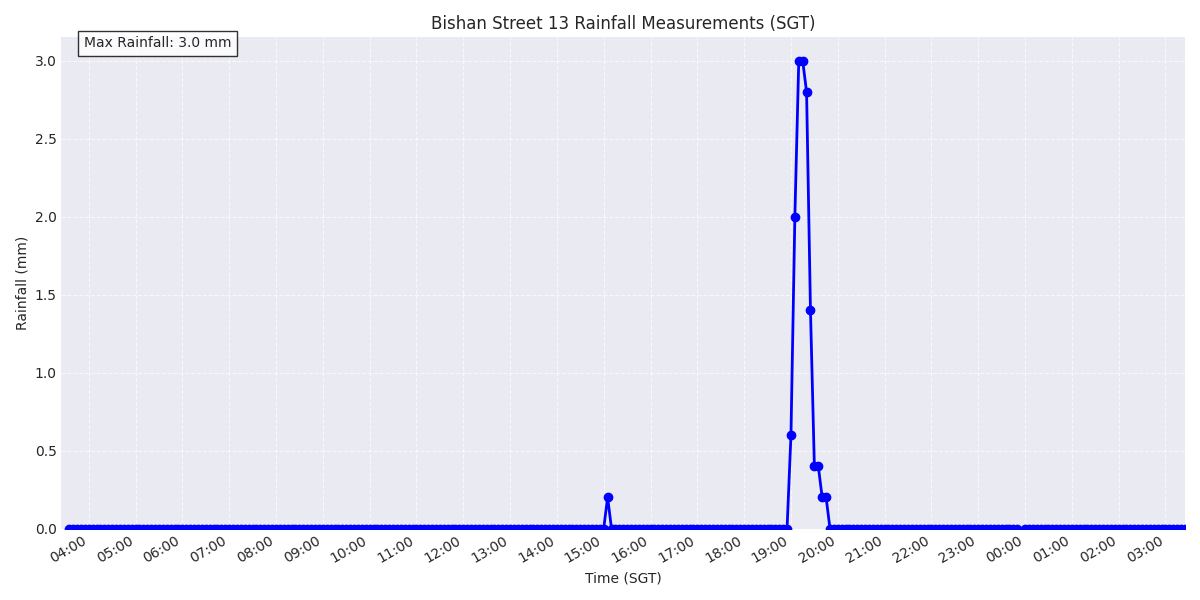 Bishan Street 13 Rainfall Measurements (SGT)
Max Rainfall: 3.0 mm
3.0
2.5
2.0
1.5
1.0
0.5
0.0
Rainfall (mm)
04:00 05:00 06:00 07:00 08:00 09:00 10:00 11:00 12:00 13:00 14:00 15:00 16:00 17:00 18:00 19:00 20:00 21:00 22:00 23:00 00:00 01:00 02:00 03:00
Time (SGT)